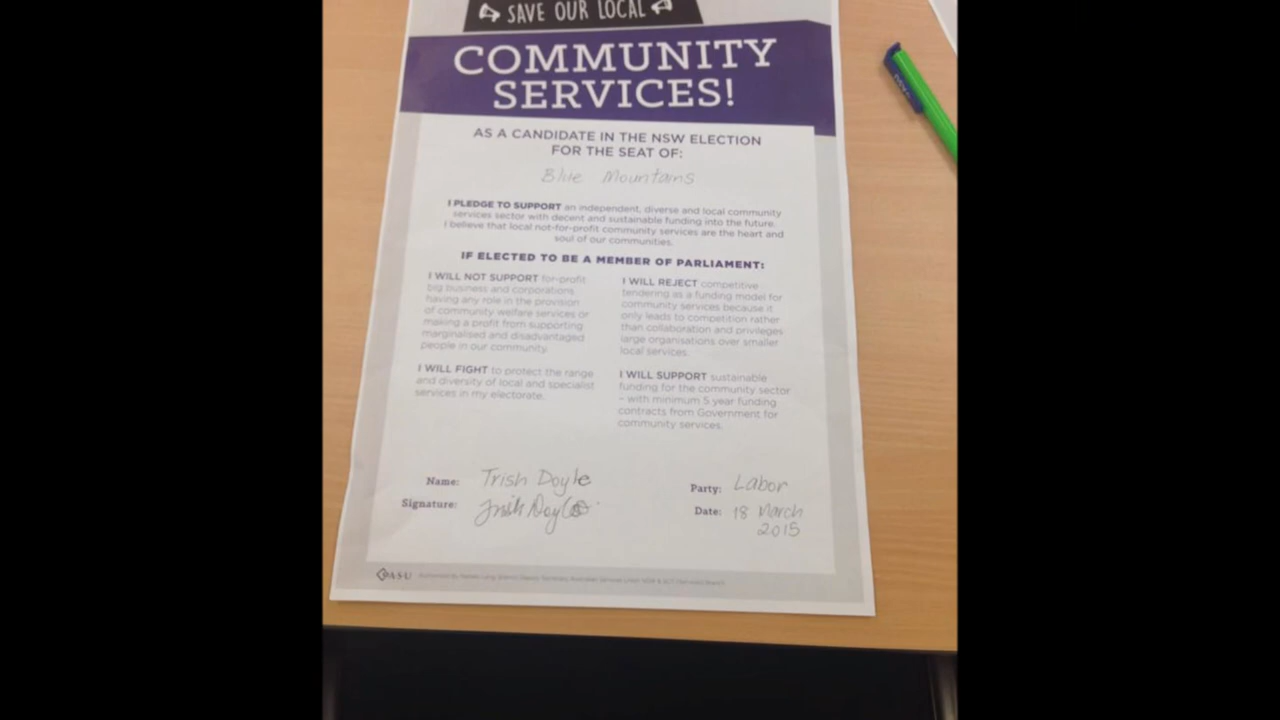 SAVE OUR LOCAL
COMMUNITY
SERVICES!
AS A CANDIDATE IN THE NSW ELECTION
FOR THE SEAT OF:
Blue Mountains
I PLEDGE TO SUPPORT an independent, diverse and local community
services sector with decent and sustainable funding into the future.
I believe that local not-for-profit community services are the heart and
soul of our communities.
IF ELECTED TO BE A MEMBER OF PARLIAMENT:
I WILL NOT SUPPORT for-profit
big business and corporations
having any role in the provision
of community welfare services or
making a profit from supporting
marginalised and disadvantaged
people in our community.
I WILL REJECT competitive
tendering as a funding model for
community services because it
only leads to competition rather
than collaboration and privileges
large organisations over smaller
local services.
I WILL FIGHT to protect the range
and diversity of local and specialist
services in my electorate.
I WILL SUPPORT sustainable
funding for the community sector
– with minimum 5 year funding
contracts from Government for
community services.
Name: Trish Doyle
Signature: Trish Doyle
Party: Labor
Date: 18 March
2015
ASU